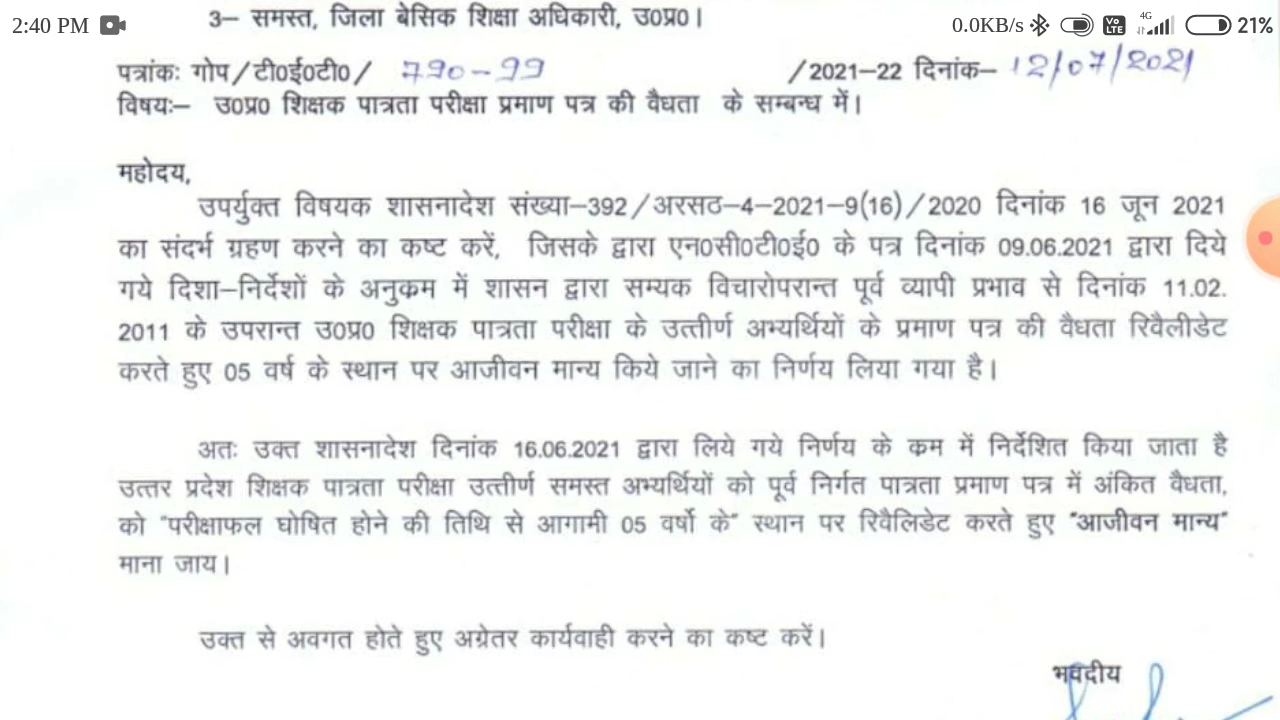 2:40 PM 0.0KB/s Vo LTE 4G 21%
3– समस्त, जिला बेसिक शिक्षा अधिकारी, उ0प्र0।
पत्रांकः गोप/टी0ई0टी0/ 790-99 /2021-22 दिनांक– 12/07/2021
विषयः– उ0प्र0 शिक्षक पात्रता परीक्षा प्रमाण पत्र की वैधता के सम्बन्ध में।
महोदय,
उपर्युक्त विषयक शासनादेश संख्या–392/अरसठ–4–2021–9(16)/2020 दिनांक 16 जून 2021
का संदर्भ ग्रहण करने का कष्ट करें, जिसके द्वारा एन0सी0टी0ई0 के पत्र दिनांक 09.06.2021 द्वारा दिये
गये दिशा–निर्देशों के अनुक्रम में शासन द्वारा सम्यक विचारोपरान्त पूर्व व्यापी प्रभाव से दिनांक 11.02.
2011 के उपरान्त उ0प्र0 शिक्षक पात्रता परीक्षा के उत्तीर्ण अभ्यर्थियों के प्रमाण पत्र की वैधता रिवैलीडेट
करते हुए 05 वर्ष के स्थान पर आजीवन मान्य किये जाने का निर्णय लिया गया है।
अतः उक्त शासनादेश दिनांक 16.06.2021 द्वारा लिये गये निर्णय के क्रम में निर्देशित किया जाता है
उत्तर प्रदेश शिक्षक पात्रता परीक्षा उत्तीर्ण समस्त अभ्यर्थियों को पूर्व निर्गत पात्रता प्रमाण पत्र में अंकित वैधता,
को "परीक्षाफल घोषित होने की तिथि से आगामी 05 वर्षो के" स्थान पर रिवैलिडेट करते हुए "आजीवन मान्य"
माना जाय।
उक्त से अवगत होते हुए अग्रेतर कार्यवाही करने का कष्ट करें।
भवदीय